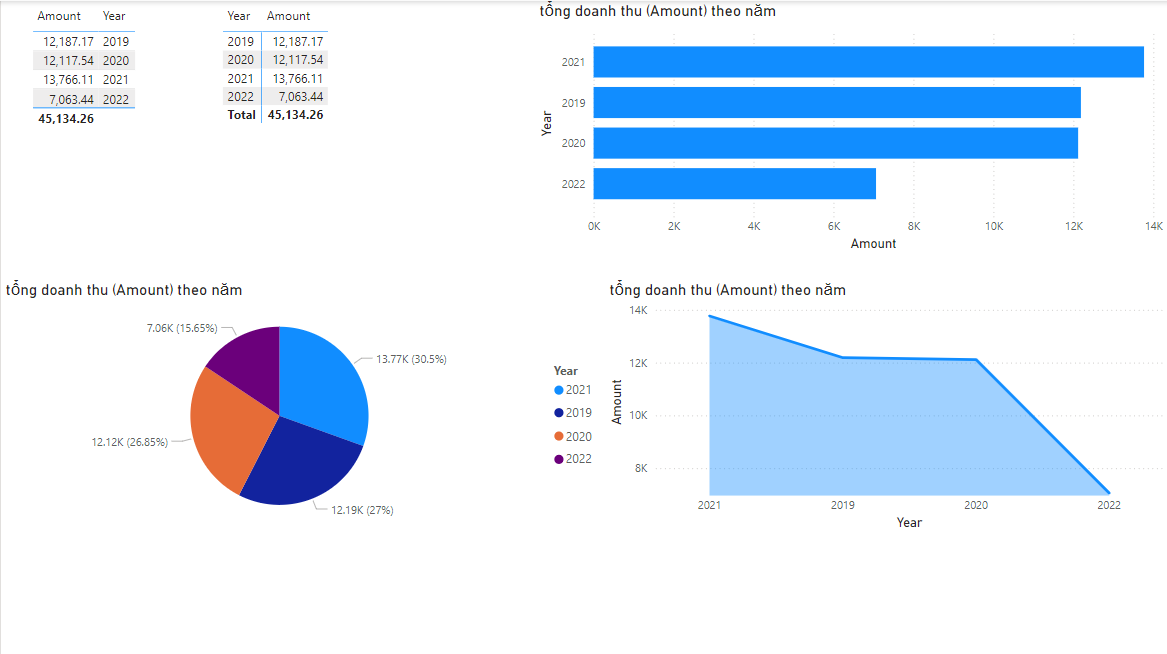 Amount Year
12,187.17 2019
12,117.54 2020
13,766.11 2021
7,063.44 2022
45,134.26
Year Amount
2019 12,187.17
2020 12,117.54
2021 13,766.11
2022 7,063.44
Total 45,134.26
tổng doanh thu (Amount) theo năm
Year
2021
2019
2020
2022
0K 2K 4K 6K 8K 10K 12K 14K
Amount
tổng doanh thu (Amount) theo năm
7.06K (15.65%)
13.77K (30.5%)
12.12K (26.85%)
12.19K (27%)
Year
2021
2019
2020
2022
tổng doanh thu (Amount) theo năm
Amount
14K
12K
10K
8K
2021 2019 2020 2022
Year